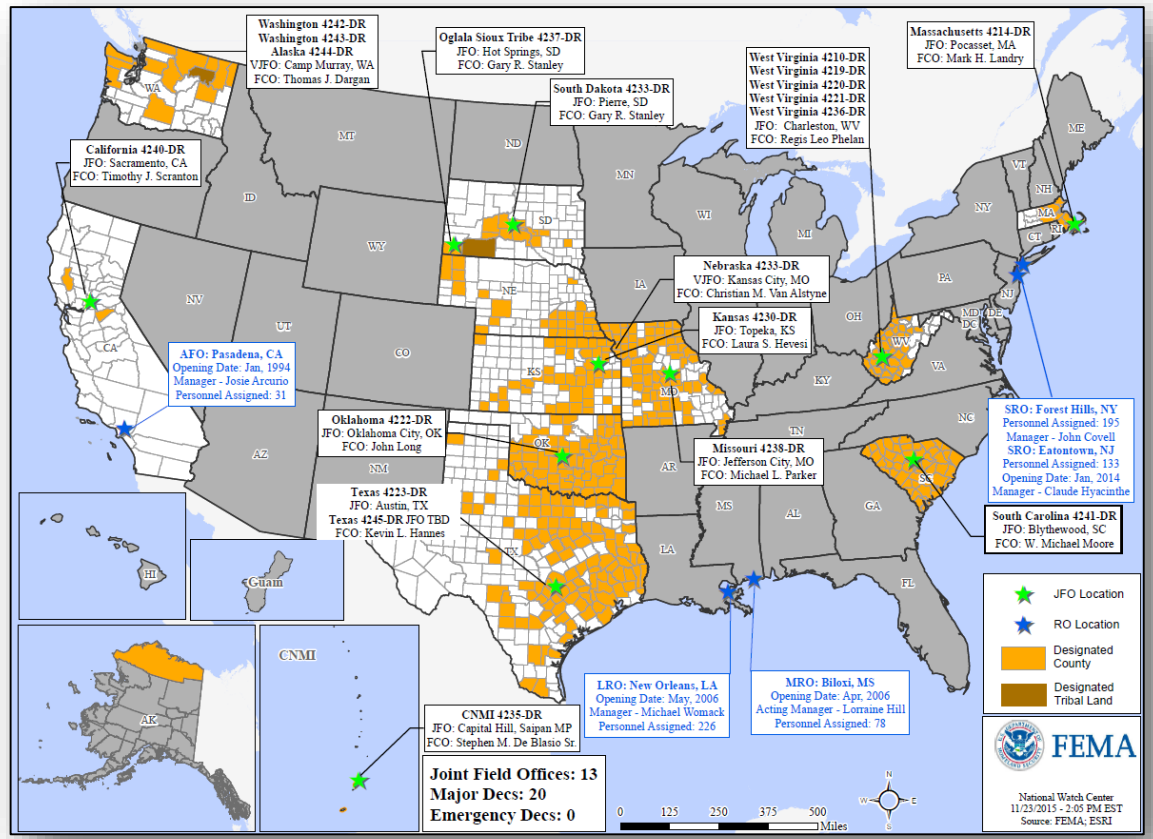 Washington 4242-DR
Washington 4243-DR
Alaska 4244-DR
VJFO: Camp Murray, WA
FCO: Thomas J. Dargan
Oglala Sioux Tribe 4237-DR
JFO: Hot Springs, SD
FCO: Gary R. Stanley
South Dakota 4233-DR
JFO: Pierre, SD
FCO: Gary R. Stanley
West Virginia 4210-DR
West Virginia 4219-DR
West Virginia 4220-DR
West Virginia 4221-DR
West Virginia 4236-DR
JFO: Charleston, WV
FCO: Regis Leo Phelan
Massachusetts 4214-DR
JFO: Pocasset, MA
FCO: Mark H. Landry
California 4240-DR
JFO: Sacramento, CA
FCO: Timothy J. Scranton
Nebraska 4233-DR
VJFO: Kansas City, MO
FCO: Christian M. Van Alstyne
Kansas 4230-DR
JFO: Topeka, KS
FCO: Laura S. Hevesi
AFO: Pasadena, CA
Opening Date: Jan, 1994
Manager - Josie Arcurio
Personnel Assigned: 31
Oklahoma 4222-DR
JFO: Oklahoma City, OK
FCO: John Long
Missouri 4238-DR
JFO: Jefferson City, MO
FCO: Michael L. Parker
Texas 4223-DR
JFO: Austin, TX
Texas 4245-DR JFO TBD
FCO: Kevin L. Hannes
SRO: Forest Hills, NY
Personnel Assigned: 195
Manager - John Covell
SRO: Eatontown, NJ
Personnel Assigned: 133
Opening Date: Jan, 2014
Manager - Claude Hyacinthe
South Carolina 4241-DR
JFO: Blythewood, SC
FCO: W. Michael Moore
LRO: New Orleans, LA
Opening Date: May, 2006
Manager - Michael Womack
Personnel Assigned: 226
MRO: Biloxi, MS
Opening Date: Apr, 2006
Acting Manager - Lorraine Hill
Personnel Assigned: 78
CNMI 4235-DR
JFO: Capital Hill, Saipan MP
FCO: Stephen M. De Blasio Sr.
Joint Field Offices: 13
Major Decs: 20
Emergency Decs: 0
WA
MT
ND
MN
ME
VT
NH
NY
MA
CT
RI
ID
SD
WI
MI
WY
NE
IA
PA
NJ
NV
UT
CO
CA
KS
MO
OH
WV
MD
DC
DE
VA
KY
NC
TN
AZ
NM
OK
AR
SC
MS
AL
GA
TX
LA
FL
HI
Guam
AK
CNMI
JFO Location
RO Location
Designated
County
Designated
Tribal Land
FEMA
National Watch Center
11/23/2015 - 2:05 PM EST
Source: FEMA; ESRI
N
W
E
S
0 125 250 375 500
Miles